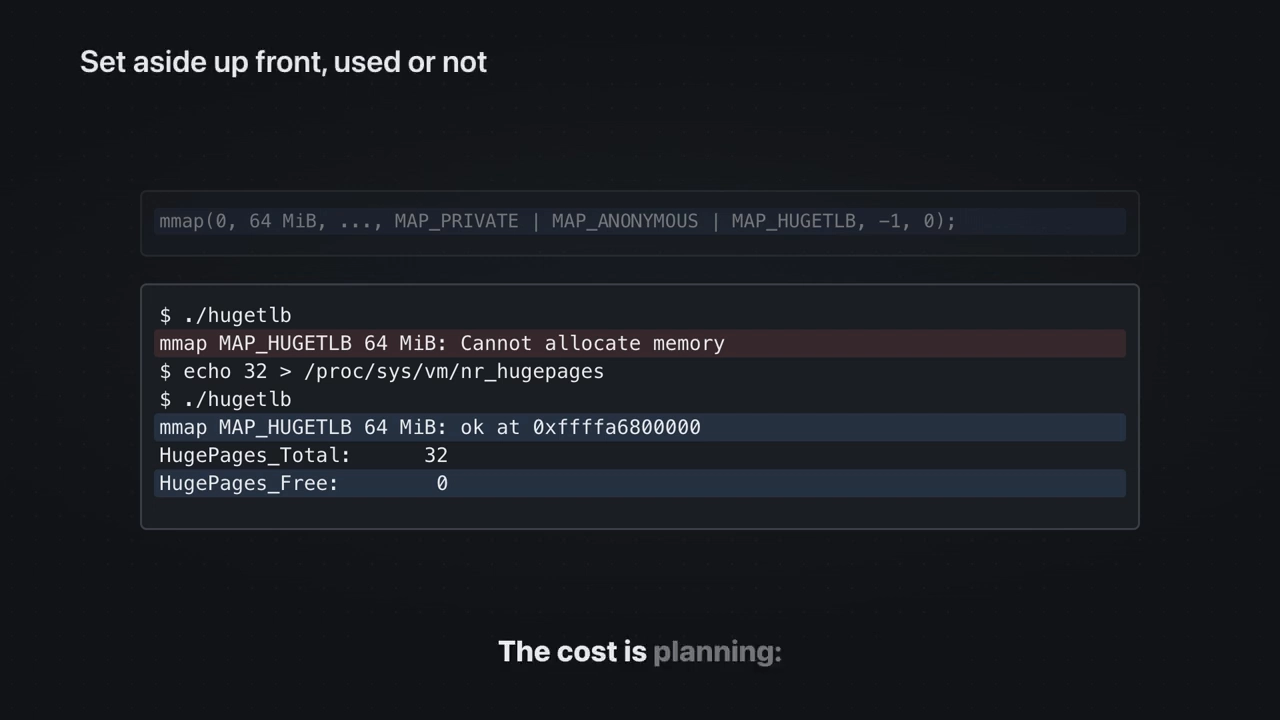 Set aside up front, used or not
mmap(0, 64 MiB, ..., MAP_PRIVATE | MAP_ANONYMOUS | MAP_HUGETLB, −1, 0);
$ ./hugetlb
mmap MAP_HUGETLB 64 MiB: Cannot allocate memory
$ echo 32 > /proc/sys/vm/nr_hugepages
$ ./hugetlb
mmap MAP_HUGETLB 64 MiB: ok at 0xffffa6800000
HugePages_Total:      32
HugePages_Free:        0
The cost is planning: